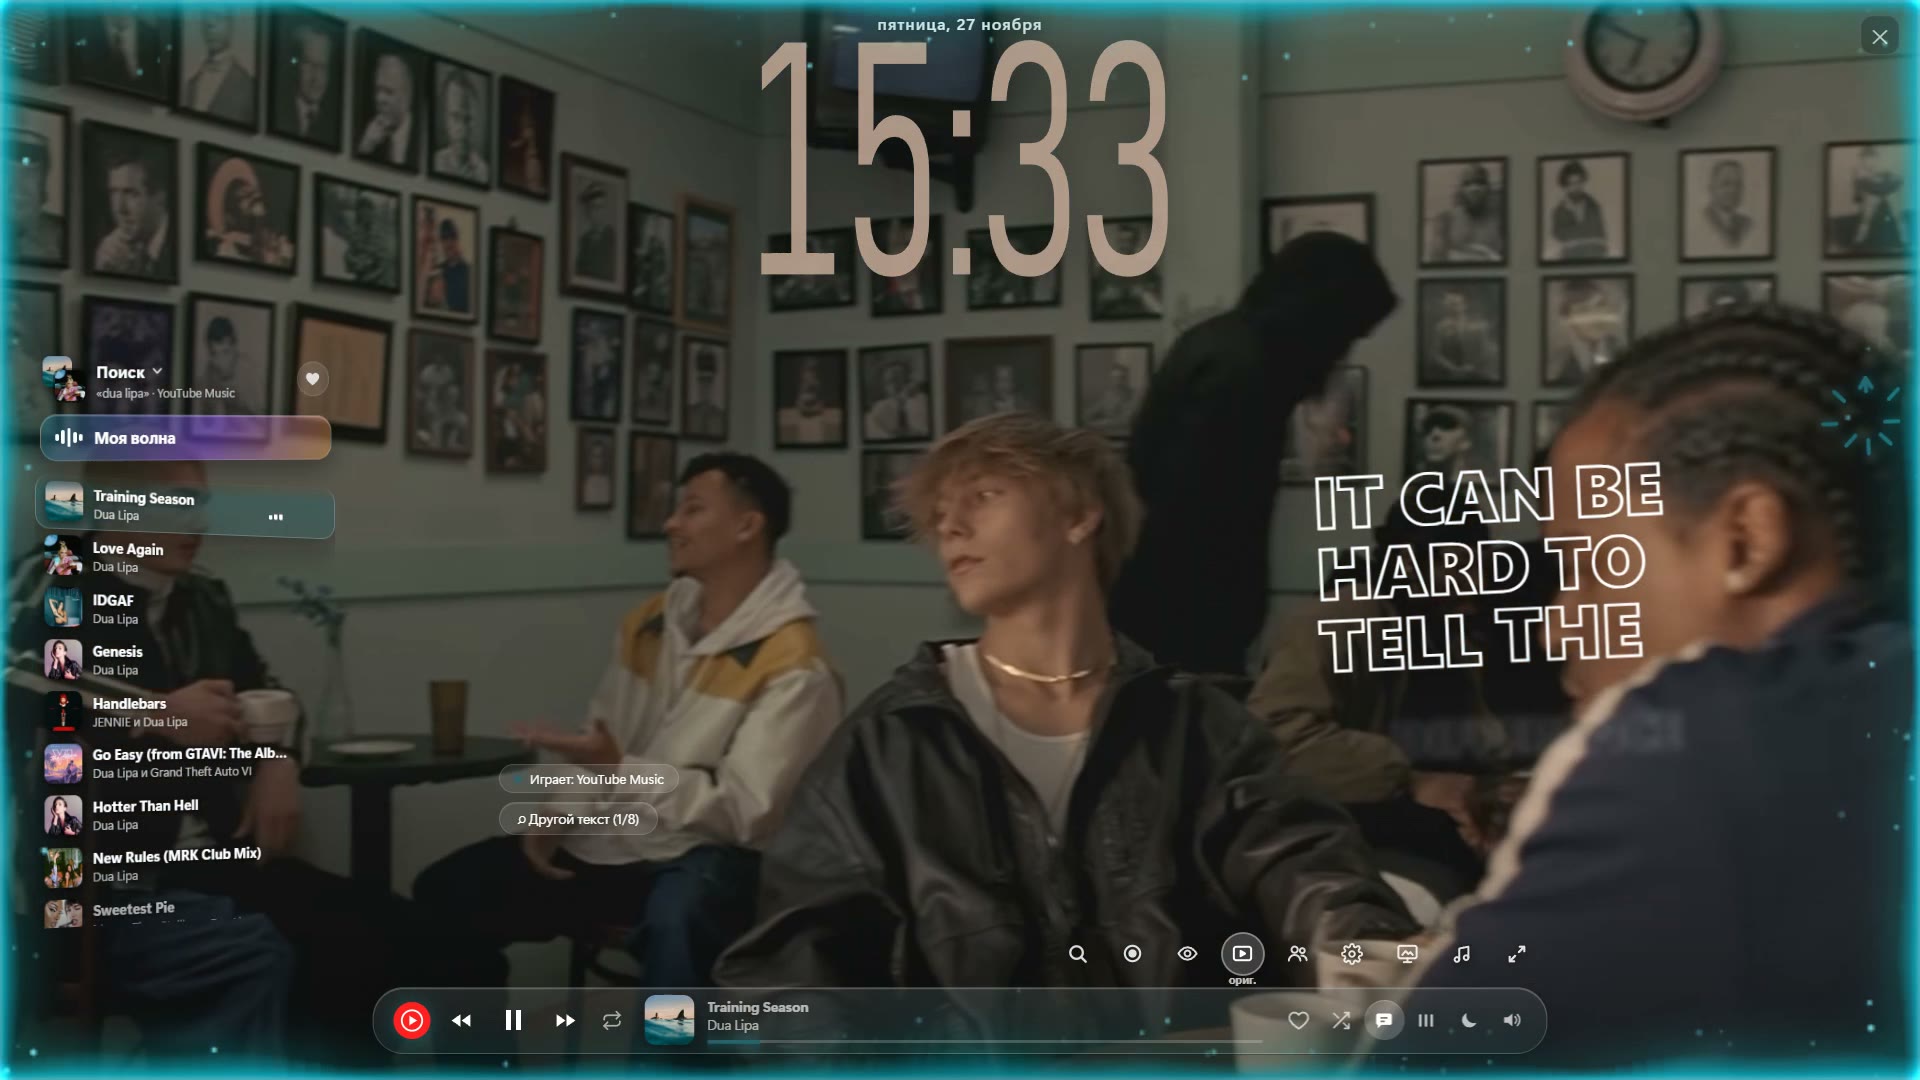 пятница, 27 ноября
15:33
Поиск
«dua lipa» · YouTube Music
Моя волна
Training Season
Dua Lipa
Love Again
Dua Lipa
IDGAF
Dua Lipa
Genesis
Dua Lipa
Handlebars
JENNIE и Dua Lipa
Go Easy (from GTAVI: The Alb...
Dua Lipa и Grand Theft Auto VI
Hotter Than Hell
Dua Lipa
New Rules (MRK Club Mix)
Dua Lipa
Sweetest Pie
IT CAN BE
HARD TO
TELL THE
Играет: YouTube Music
Другой текст (1/8)
ориг.
Training Season
Dua Lipa